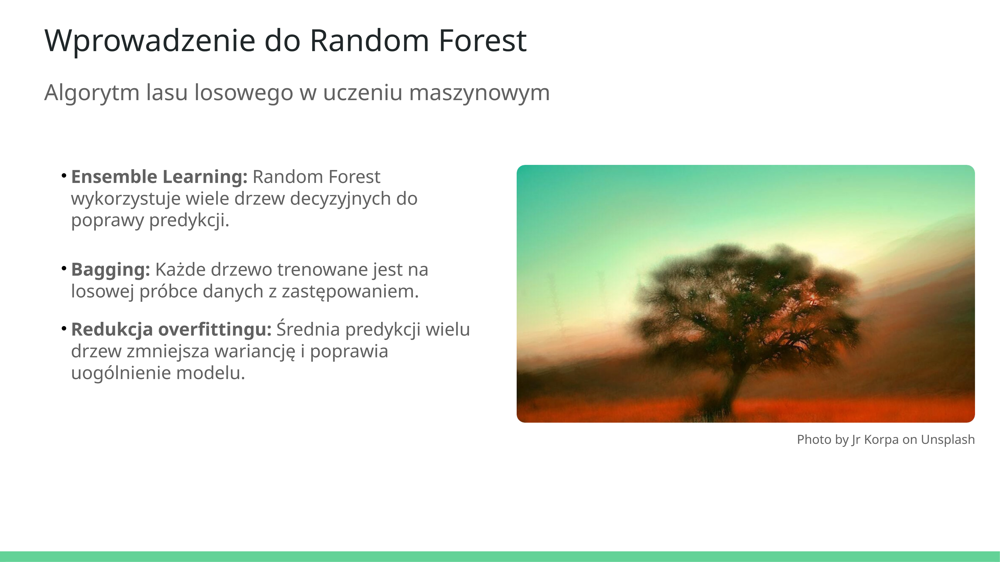 Wprowadzenie do Random Forest
Algorytm lasu losowego w uczeniu maszynowym
• Ensemble Learning: Random Forest
wykorzystuje wiele drzew decyzyjnych do
poprawy predykcji.
• Bagging: Każde drzewo trenowane jest na
losowej próbce danych z zastępowaniem.
• Redukcja overfittingu: Średnia predykcji wielu
drzew zmniejsza wariancję i poprawia
uogólnienie modelu.
Photo by Jr Korpa on Unsplash